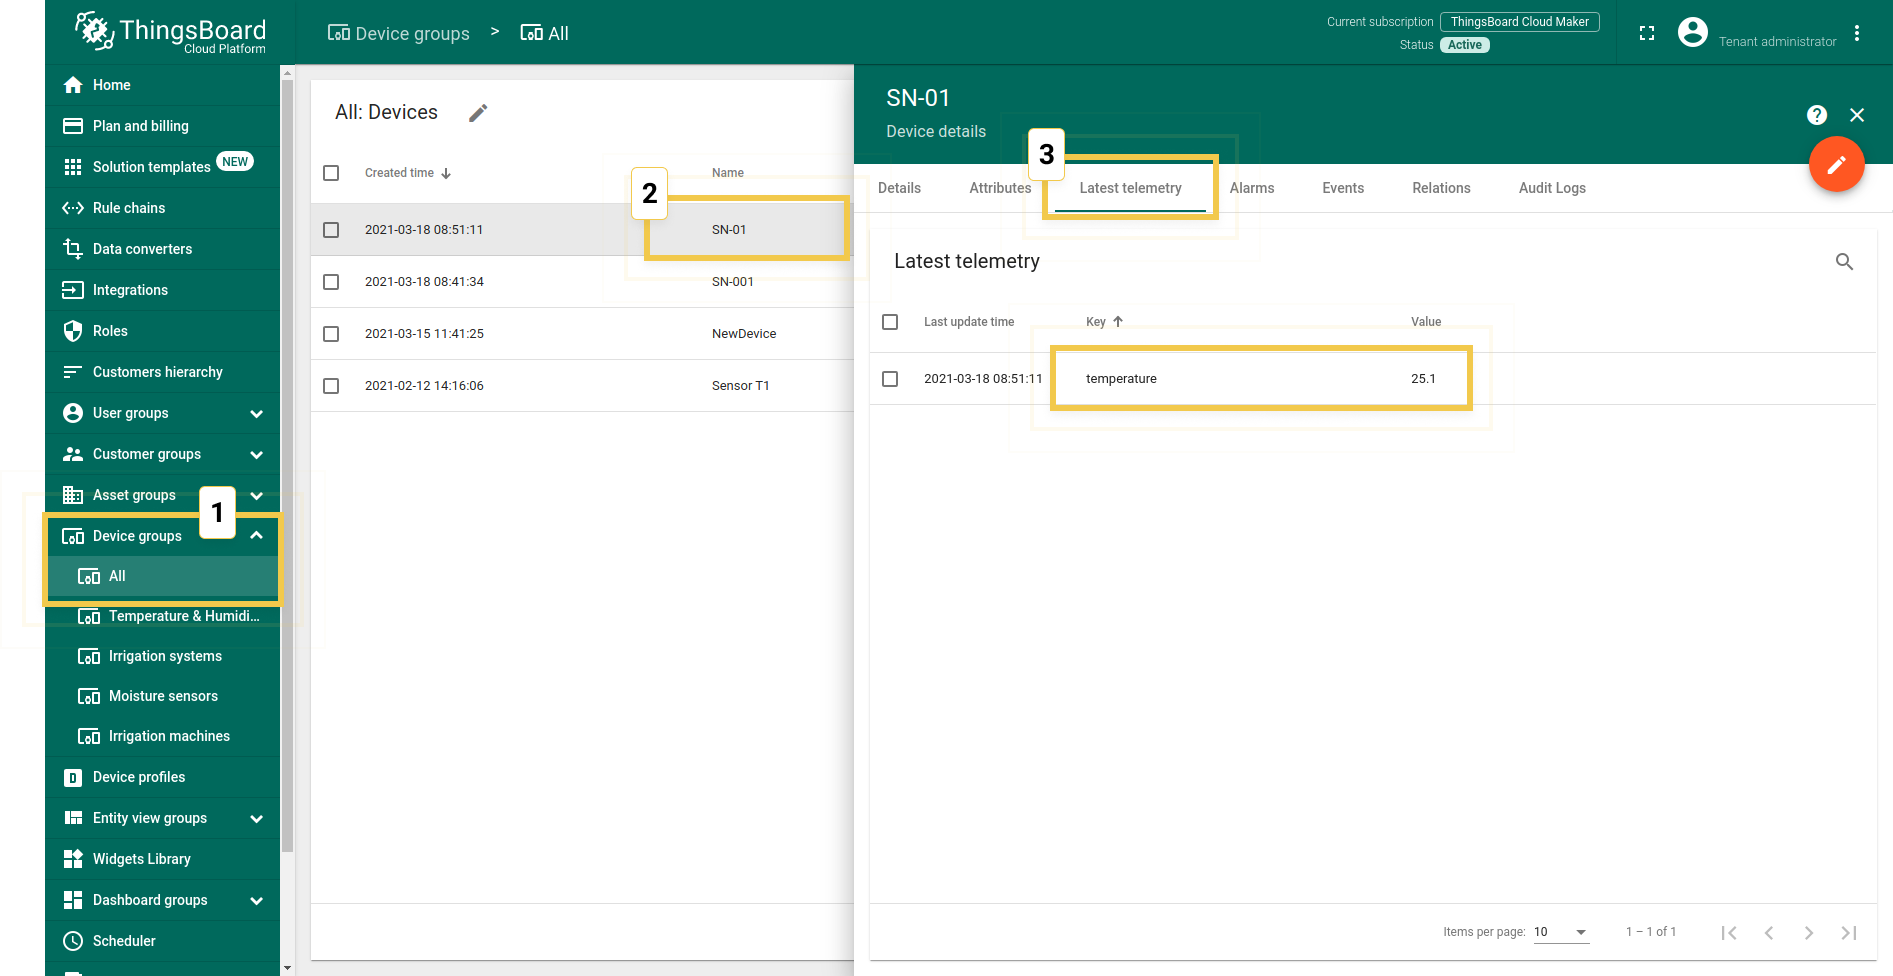 ThingsBoard
Cloud Platform
Device groups > All
Current subscription ThingsBoard Cloud Maker
Status Active
Tenant administrator
Home
Plan and billing
Solution templates NEW
Rule chains
Data converters
Integrations
Roles
Customers hierarchy
User groups
Customer groups
Asset groups
1
Device groups
All
Temperature & Humidi...
Irrigation systems
Moisture sensors
Irrigation machines
Device profiles
Entity view groups
Widgets Library
Dashboard groups
Scheduler
All: Devices
Created time Name
2
2021-03-18 08:51:11 SN-01
2021-03-18 08:41:34 SN-001
2021-03-15 11:41:25 NewDevice
2021-02-12 14:16:06 Sensor T1
SN-01
Device details
3
Details Attributes Latest telemetry Alarms Events Relations Audit Logs
Latest telemetry
Last update time Key Value
2021-03-18 08:51:11 temperature 25.1
Items per page: 10 1 – 1 of 1